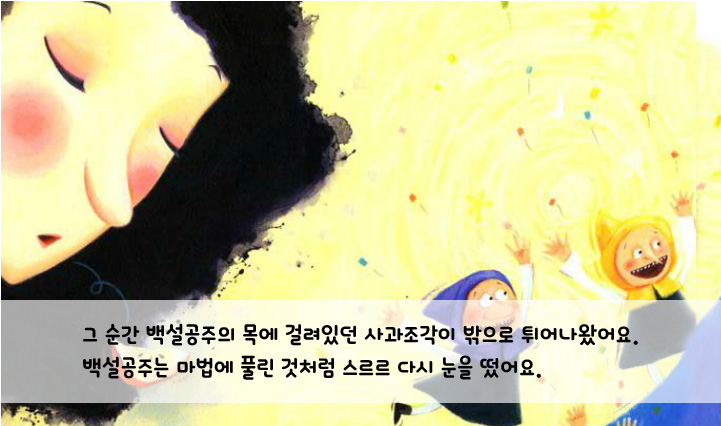 그 순간 백설공주의 목에 걸려있던 사과조각이 밖으로 튀어나왔어요.
백설공주는 마법에 풀린 것처럼 스르르 다시 눈을 떴어요.